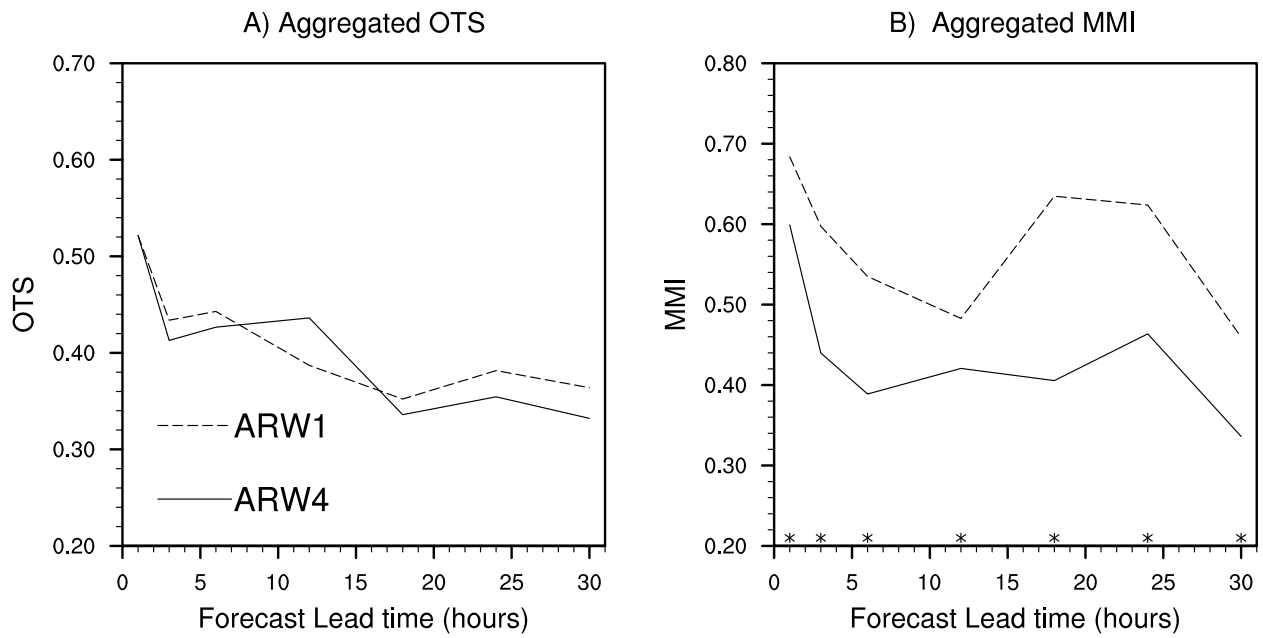 A) Aggregated OTS
0.70
0.60
0.50
0.40
0.30
0.20
OTS
ARW1
ARW4
0 5 10 15 20 25 30
Forecast Lead time (hours)
B) Aggregated MMI
0.80
0.70
0.60
0.50
0.40
0.30
0.20
MMI
* * * * * * *
0 5 10 15 20 25 30
Forecast Lead time (hours)